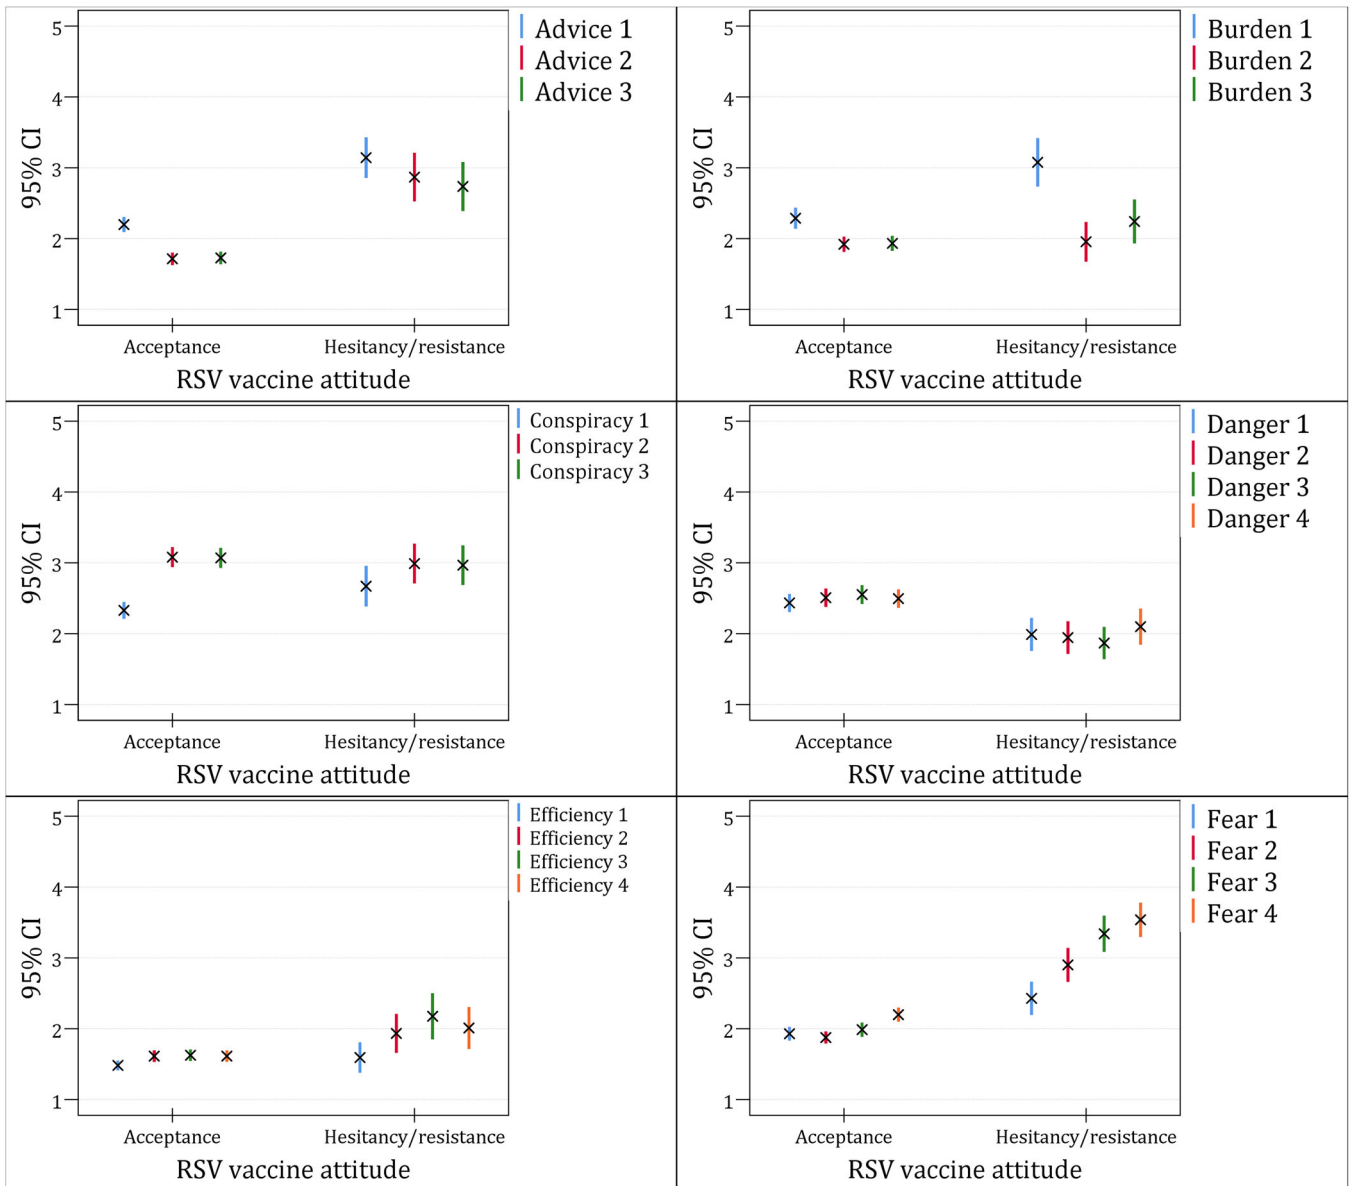 5
4
3
2
1
95% CI
Acceptance
Hesitancy/resistance
RSV vaccine attitude
Advice 1
Advice 2
Advice 3
5
4
3
2
1
95% CI
Acceptance
Hesitancy/resistance
RSV vaccine attitude
Burden 1
Burden 2
Burden 3
5
4
3
2
1
95% CI
Acceptance
Hesitancy/resistance
RSV vaccine attitude
Conspiracy 1
Conspiracy 2
Conspiracy 3
5
4
3
2
1
95% CI
Acceptance
Hesitancy/resistance
RSV vaccine attitude
Danger 1
Danger 2
Danger 3
Danger 4
5
4
3
2
1
95% CI
Acceptance
Hesitancy/resistance
RSV vaccine attitude
Efficiency 1
Efficiency 2
Efficiency 3
Efficiency 4
5
4
3
2
1
95% CI
Acceptance
Hesitancy/resistance
RSV vaccine attitude
Fear 1
Fear 2
Fear 3
Fear 4